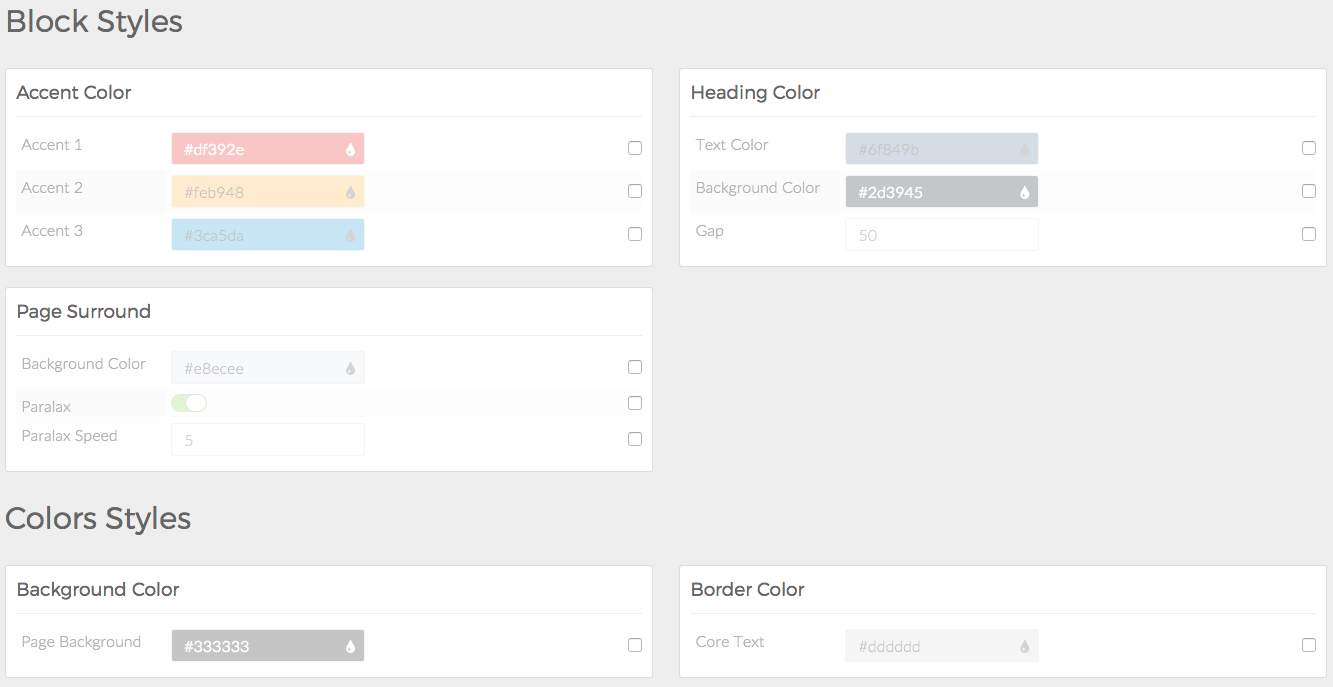 Block Styles
Accent Color
Accent 1 #df392e
Accent 2 #feb948
Accent 3 #3ca5da
Heading Color
Text Color #6f849b
Background Color #2d3945
Gap 50
Page Surround
Background Color #e8ecee
Paralax
Paralax Speed 5
Colors Styles
Background Color
Page Background #333333
Border Color
Core Text #dddddd